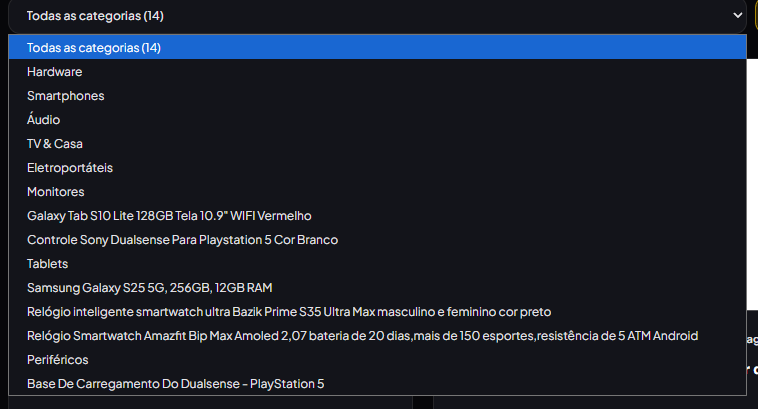 Todas as categorias (14)
Todas as categorias (14)
Hardware
Smartphones
Áudio
TV & Casa
Eletroportáteis
Monitores
Galaxy Tab S10 Lite 128GB Tela 10.9" WIFI Vermelho
Controle Sony Dualsense Para Playstation 5 Cor Branco
Tablets
Samsung Galaxy S25 5G, 256GB, 12GB RAM
Relógio inteligente smartwatch ultra Bazik Prime S35 Ultra Max masculino e feminino cor preto
Relógio Smartwatch Amazfit Bip Max Amoled 2,07 bateria de 20 dias,mais de 150 esportes,resistência de 5 ATM Android
Periféricos
Base De Carregamento Do Dualsense - PlayStation 5